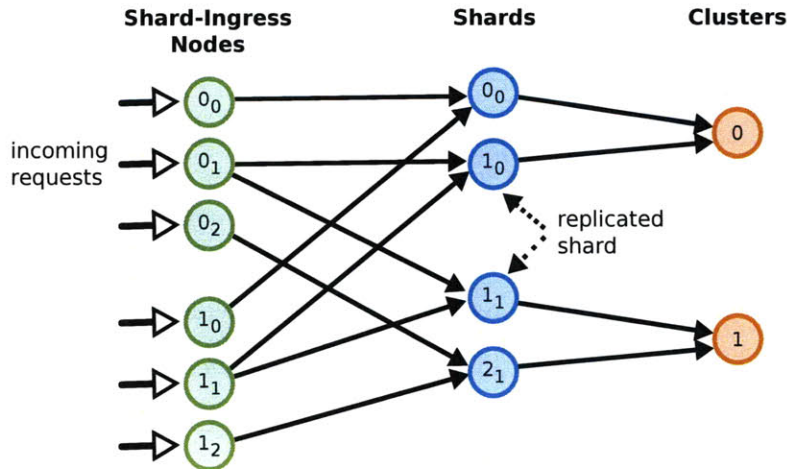 Shard-Ingress
Nodes
Shards
Clusters
incoming
requests
0₀
0₁
0₂
1₀
1₁
1₂
0₀
1₀
replicated
shard
1₁
2₁
0
1